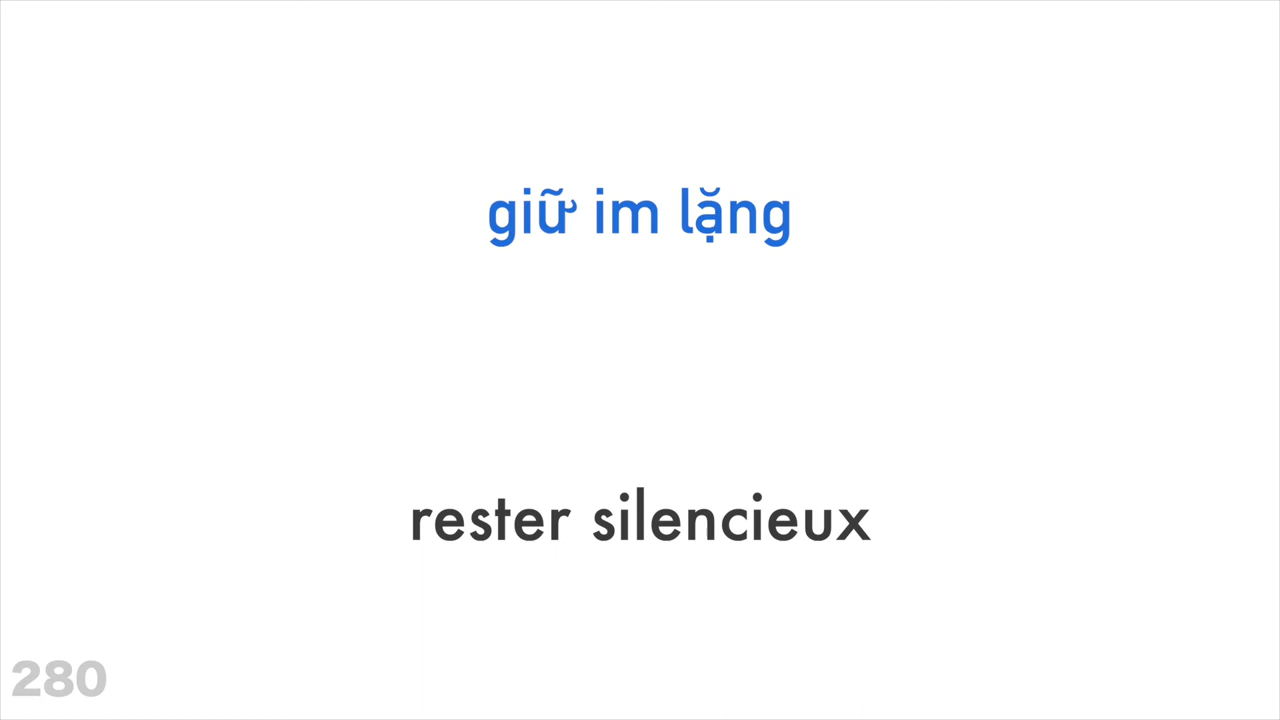 giữ im lặng
rester silencieux
280